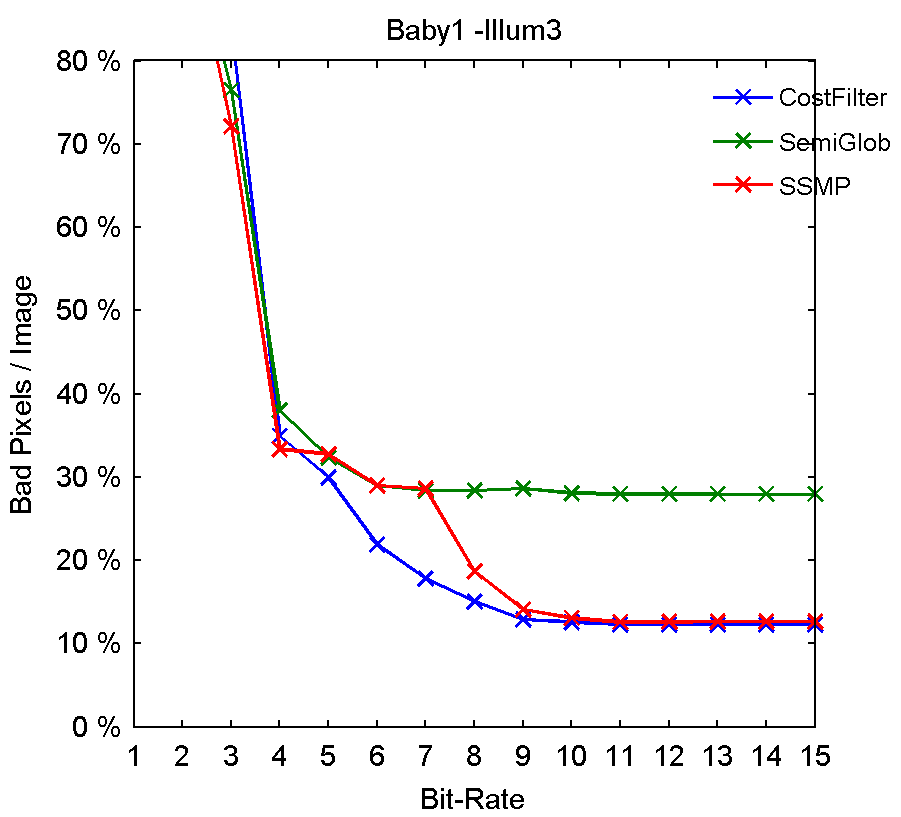 Baby1 -Illum3
80 %
70 %
60 %
50 %
40 %
30 %
20 %
10 %
0 %
Bad Pixels / Image
CostFilter
SemiGlob
SSMP
1 2 3 4 5 6 7 8 9 10 11 12 13 14 15
Bit-Rate